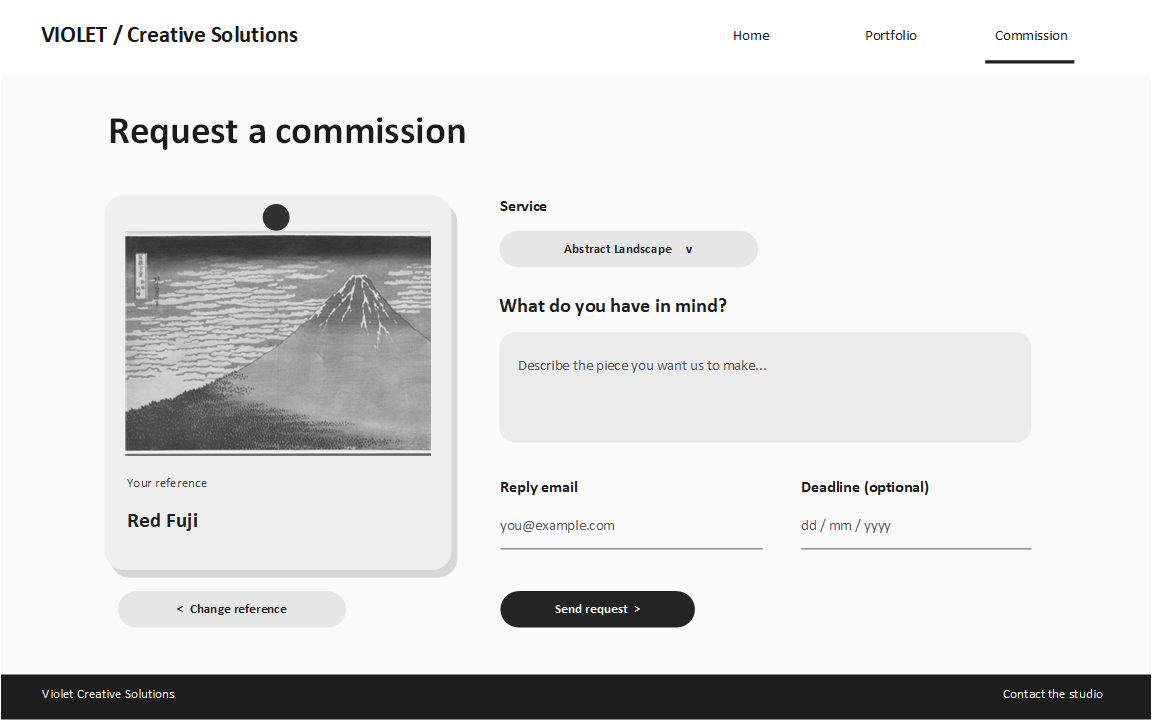 VIOLET / Creative Solutions
Home
Portfolio
Commission
Request a commission
Your reference
Red Fuji
< Change reference
Service
Abstract Landscape v
What do you have in mind?
Describe the piece you want us to make...
Reply email
you@example.com
Deadline (optional)
dd / mm / yyyy
Send request >
Violet Creative Solutions
Contact the studio